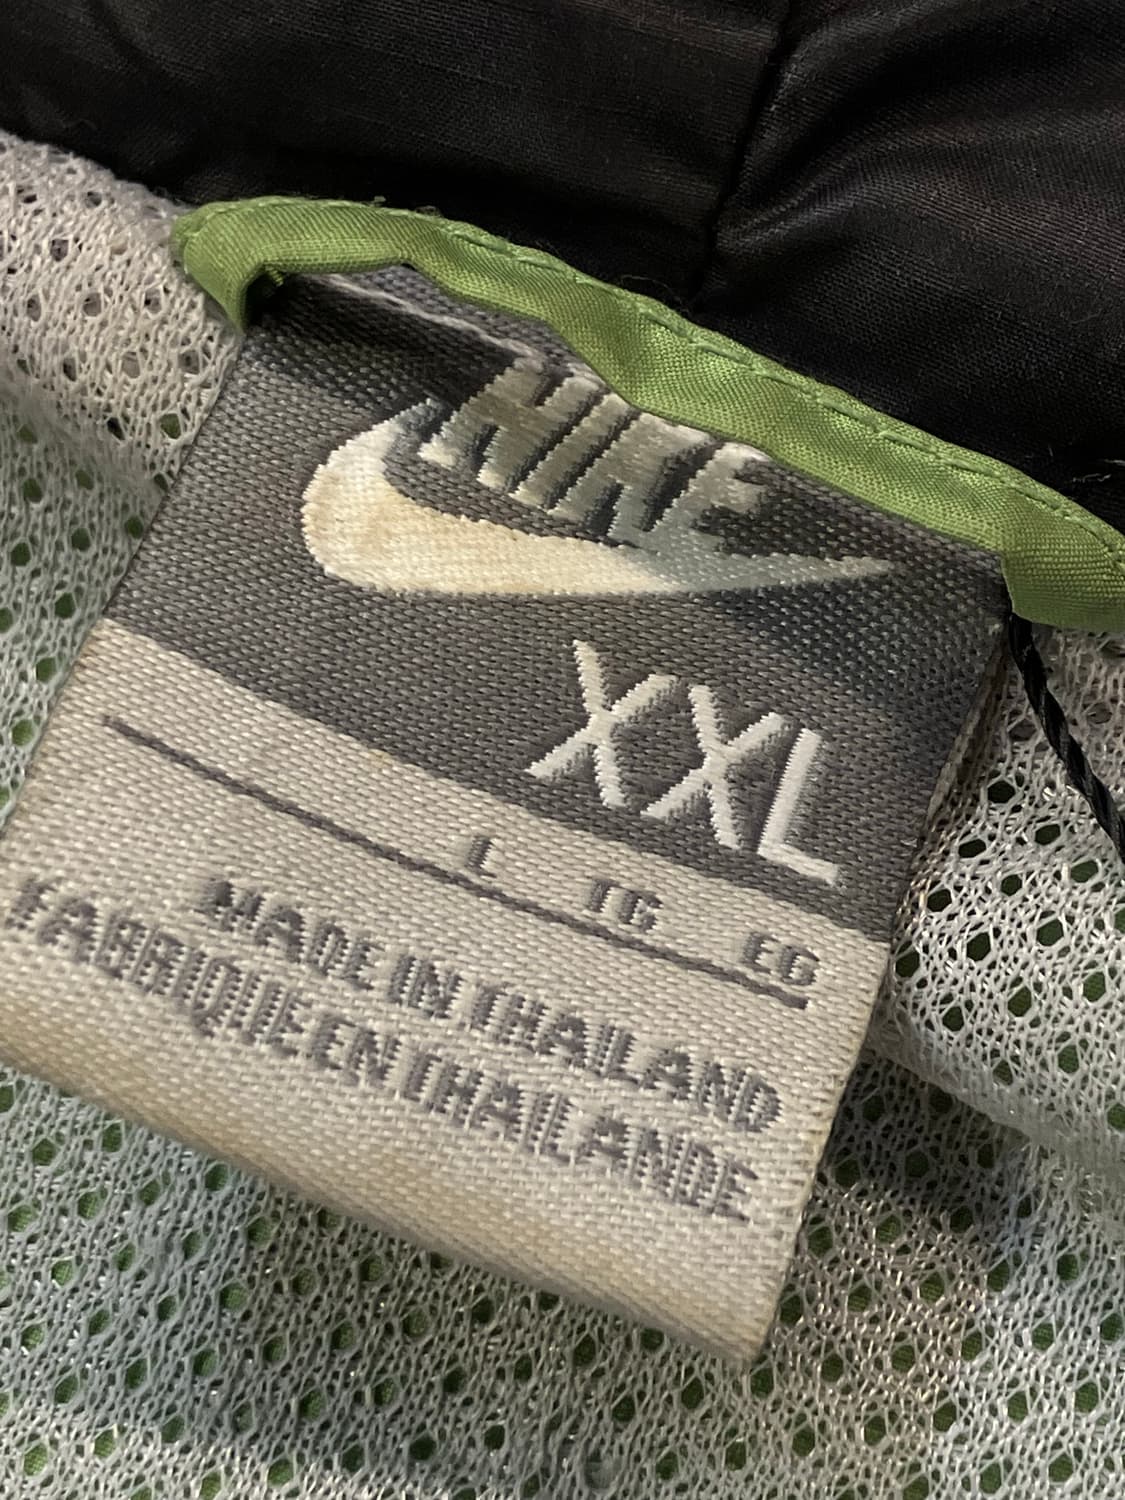 NIKE
XXL
L TG EG
MADE IN THAILAND
FABRIQUE EN THAILANDE